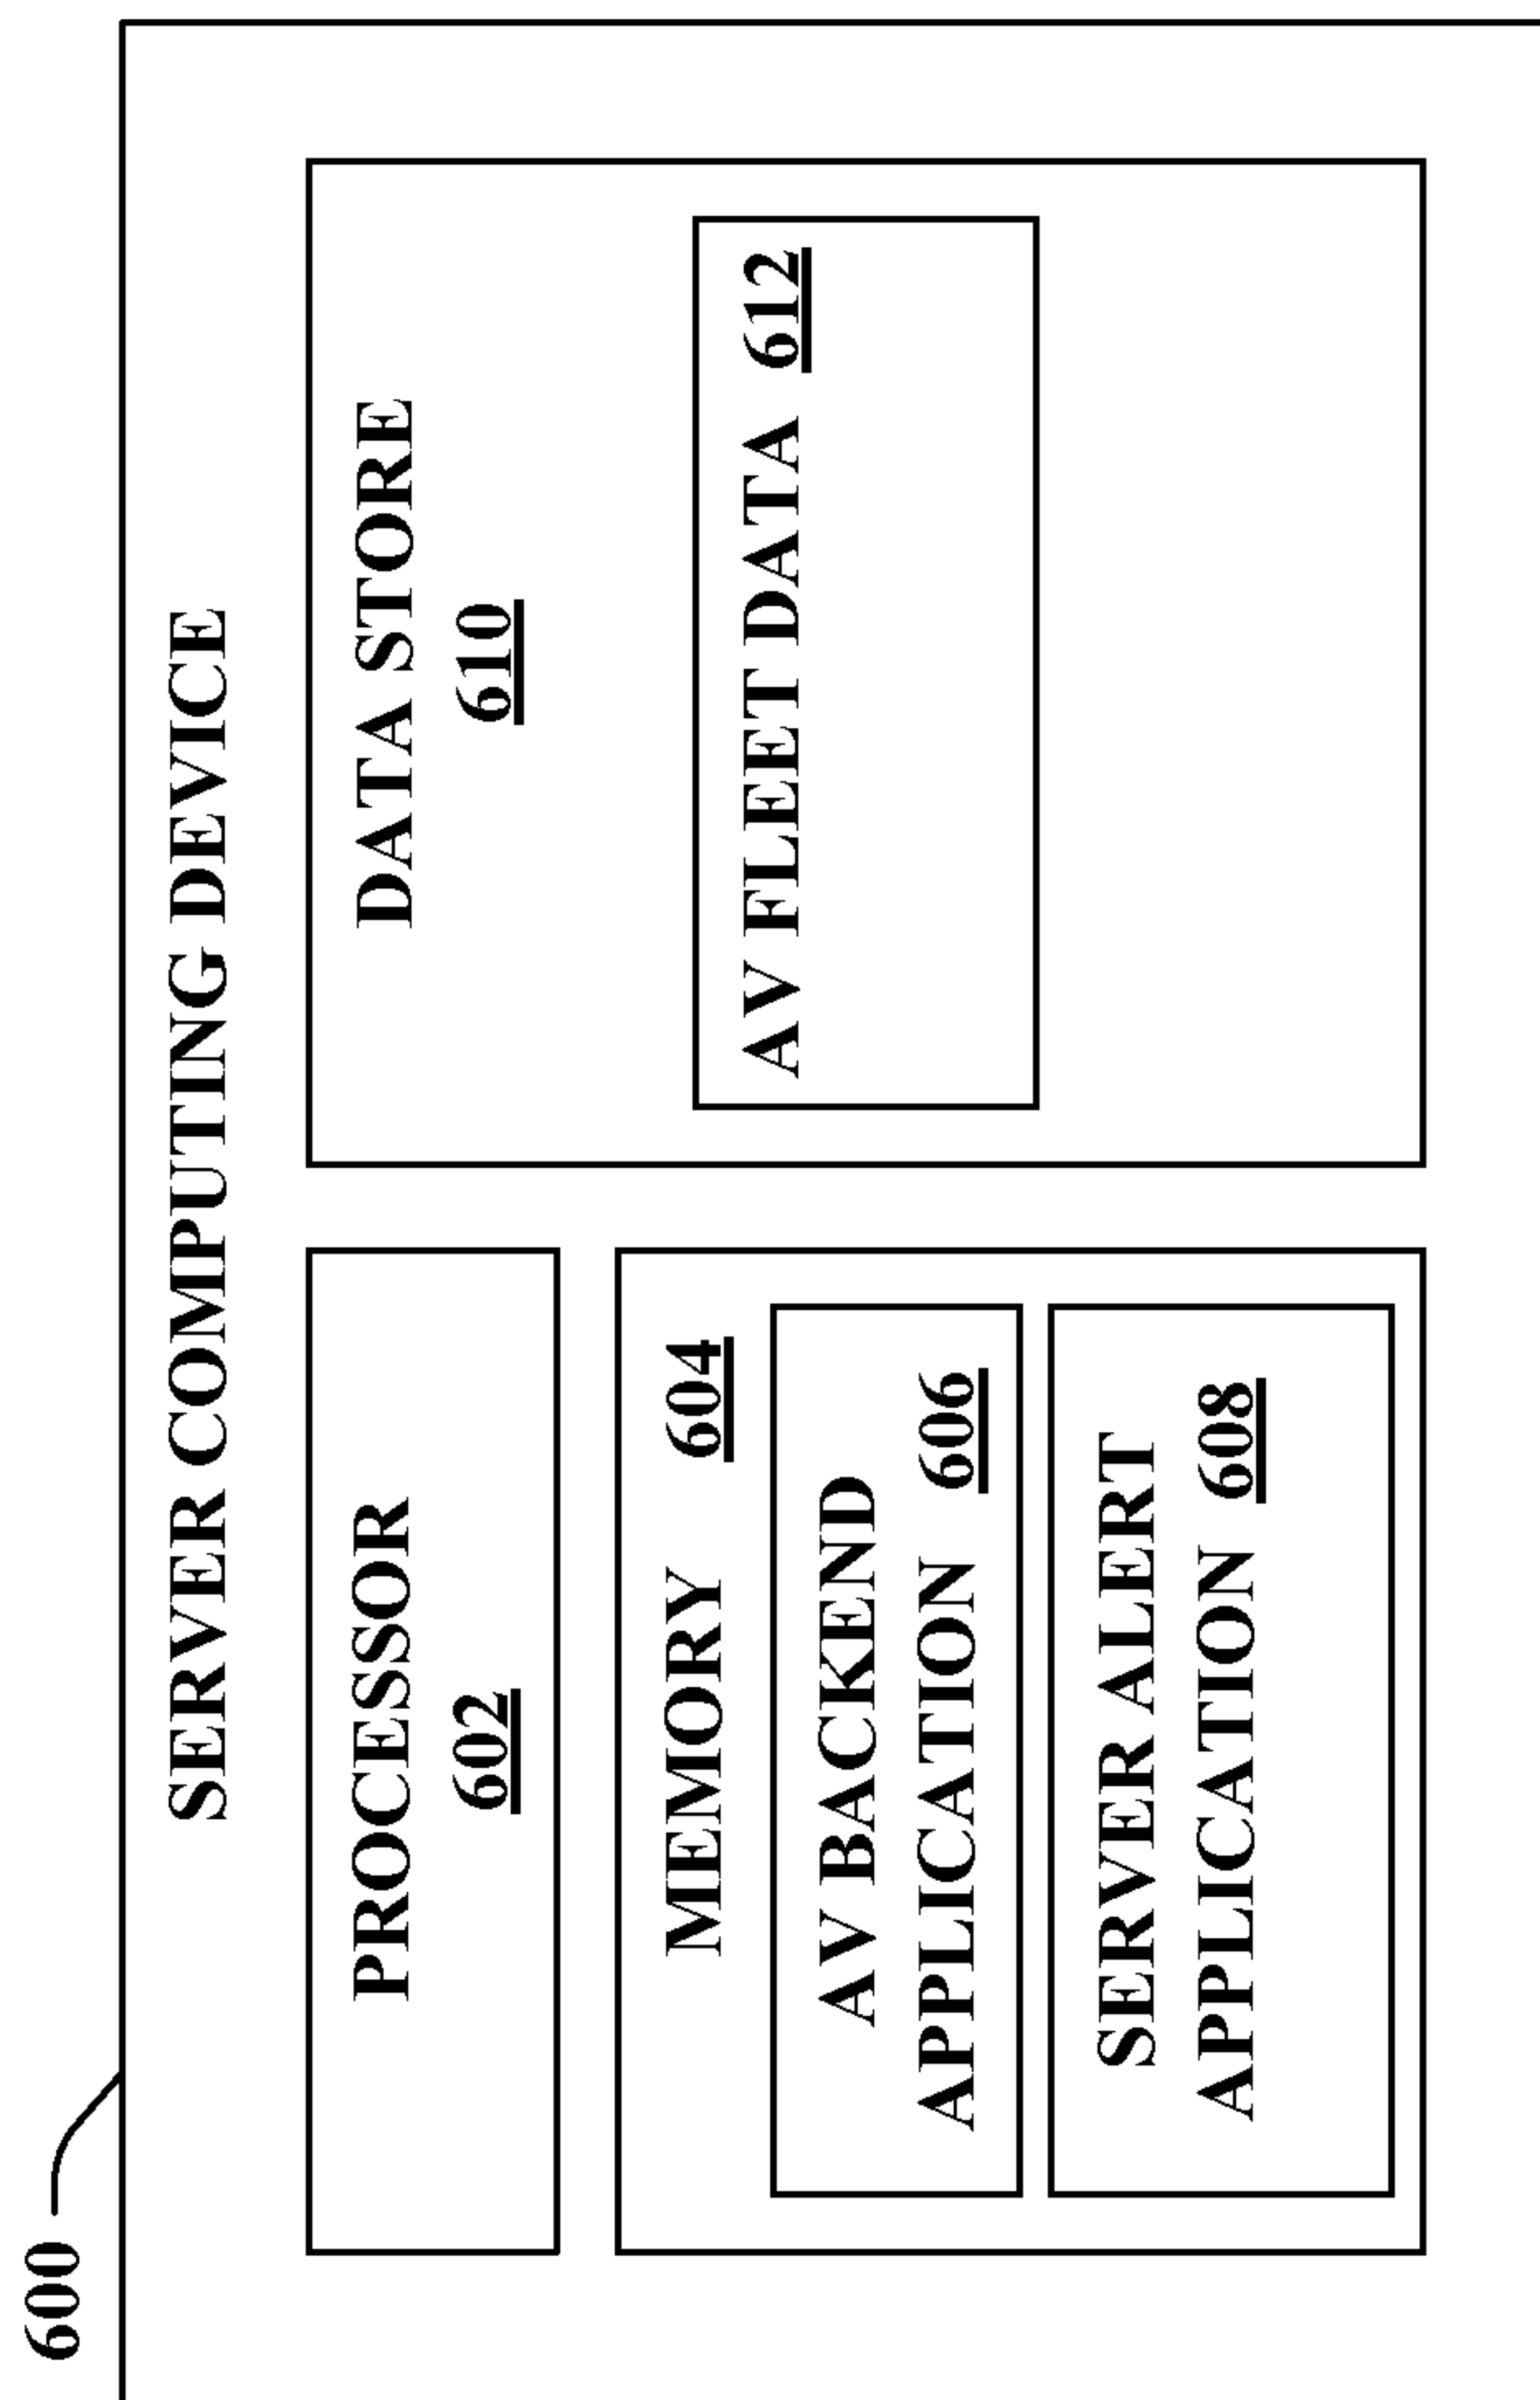 600
SERVER COMPUTING DEVICE
PROCESSOR
602
MEMORY 604
AV BACKEND
APPLICATION 606
SERVER ALERT
APPLICATION 608
DATA STORE
610
AV FLEET DATA 612